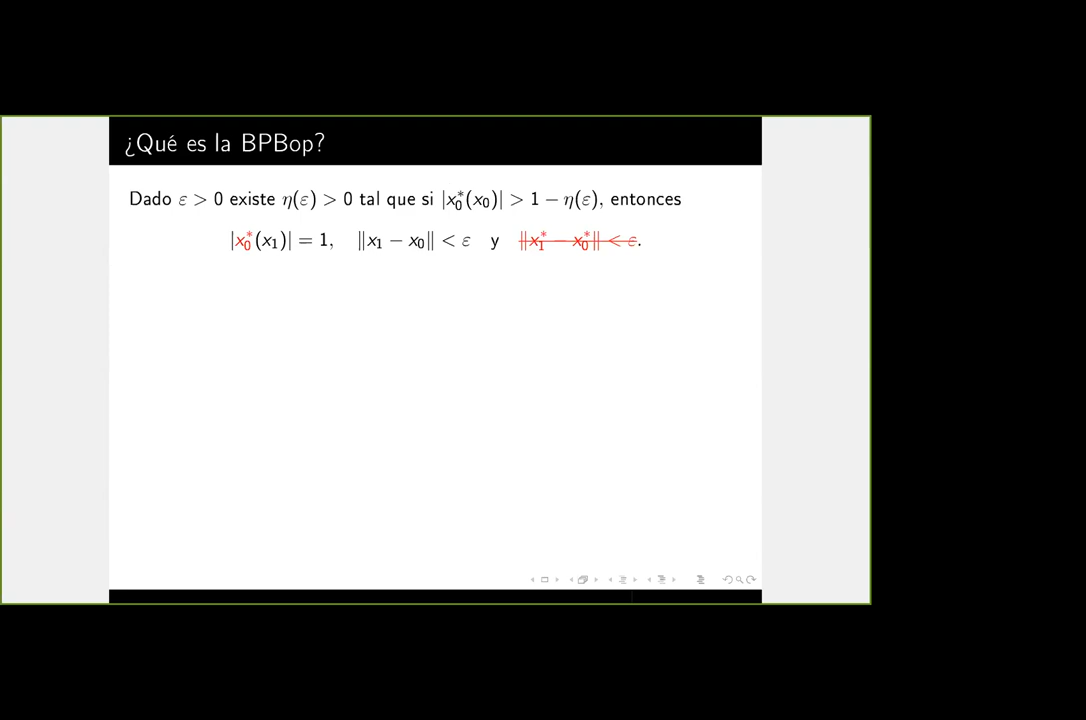 ¿Qué es la BPBop?
Dado ε > 0 existe η(ε) > 0 tal que si |x₀*(x₀)| > 1 − η(ε), entonces
|x₀*(x₁)| = 1, ‖x₁ − x₀‖ < ε y ‖x₁* − x₀*‖ < ε.